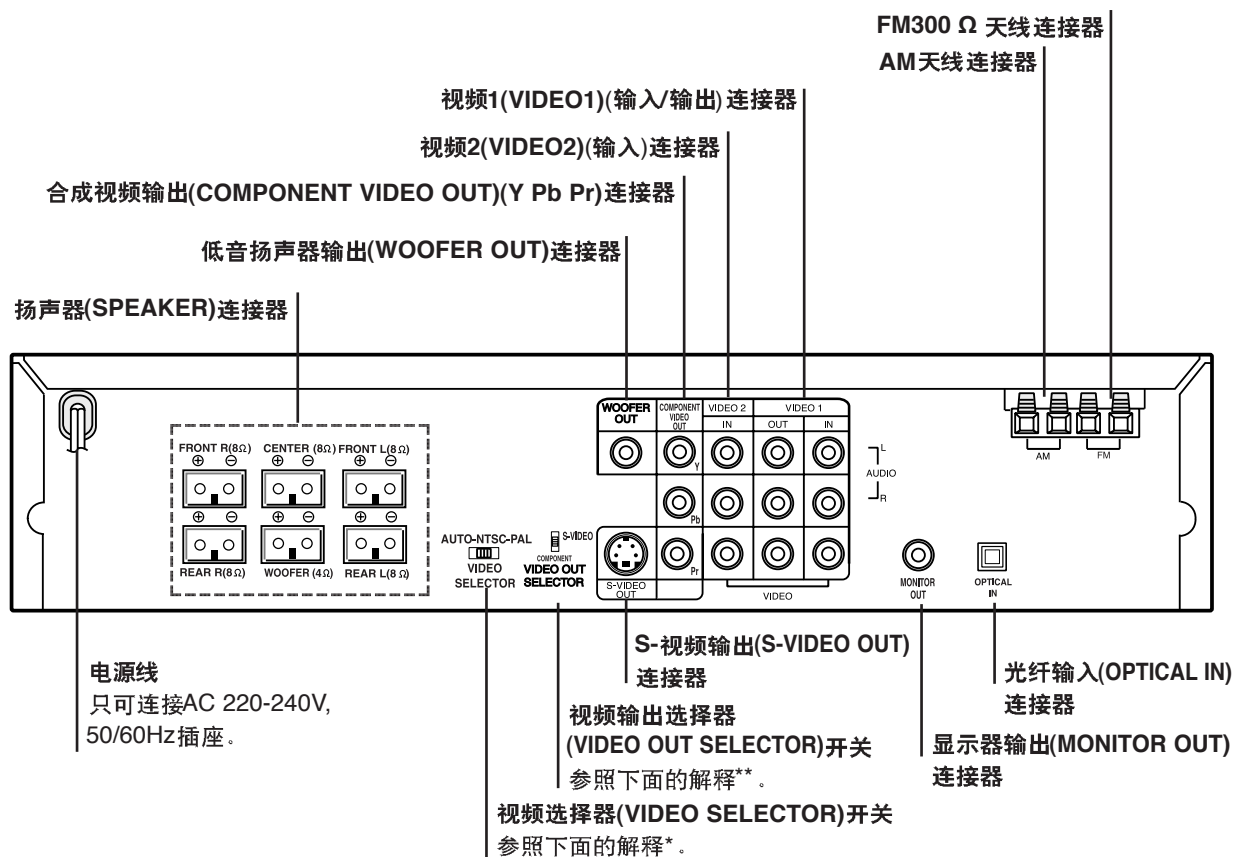 FM300 Ω 天线连接器
AM天线连接器
视频1(VIDEO1)(输入/输出)连接器
视频2(VIDEO2)(输入)连接器
合成视频输出(COMPONENT VIDEO OUT)(Y Pb Pr)连接器
低音扬声器输出(WOOFER OUT)连接器
扬声器(SPEAKER)连接器
WOOFER OUT
COMPONENT VIDEO OUT
VIDEO 2
VIDEO 1
IN
OUT
IN
Y
Pb
Pr
L
AUDIO
R
AM
FM
FRONT R(8Ω)
CENTER (8Ω)
FRONT L(8Ω)
⊕ ⊖
⊕ ⊖
⊕ ⊖
⊕ ⊖
⊕ ⊖
⊕ ⊖
REAR R(8Ω)
WOOFER (4Ω)
REAR L(8Ω)
AUTO-NTSC-PAL
VIDEO
SELECTOR
S-VIDEO
COMPONENT
VIDEO OUT
SELECTOR
S-VIDEO
OUT
VIDEO
MONITOR
OUT
OPTICAL
IN
电源线
只可连接AC 220-240V,
50/60Hz插座。
S-视频输出(S-VIDEO OUT)
连接器
视频输出选择器
(VIDEO OUT SELECTOR)开关
参照下面的解释**。
视频选择器(VIDEO SELECTOR)开关
参照下面的解释*。
光纤输入(OPTICAL IN)
连接器
显示器输出(MONITOR OUT)
连接器